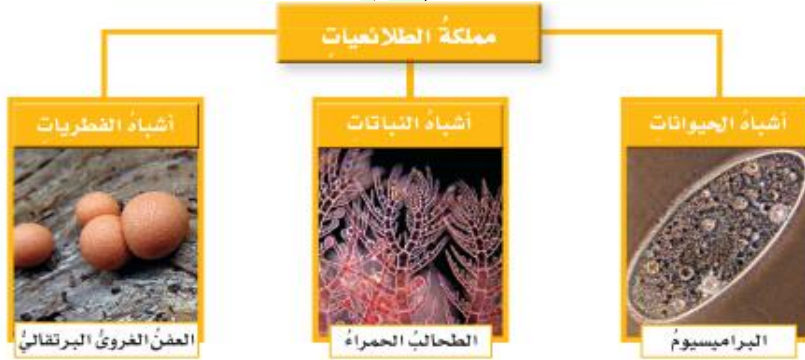 مملكةُ الطلائعياتِ
أشباهُ الحيوانات
أشباهُ النباتات
أشباهُ الفطرياتِ
البراميسيومُ
الطحالبُ الحمراءُ
العفنُ الغرويُّ البرتقاليُّ